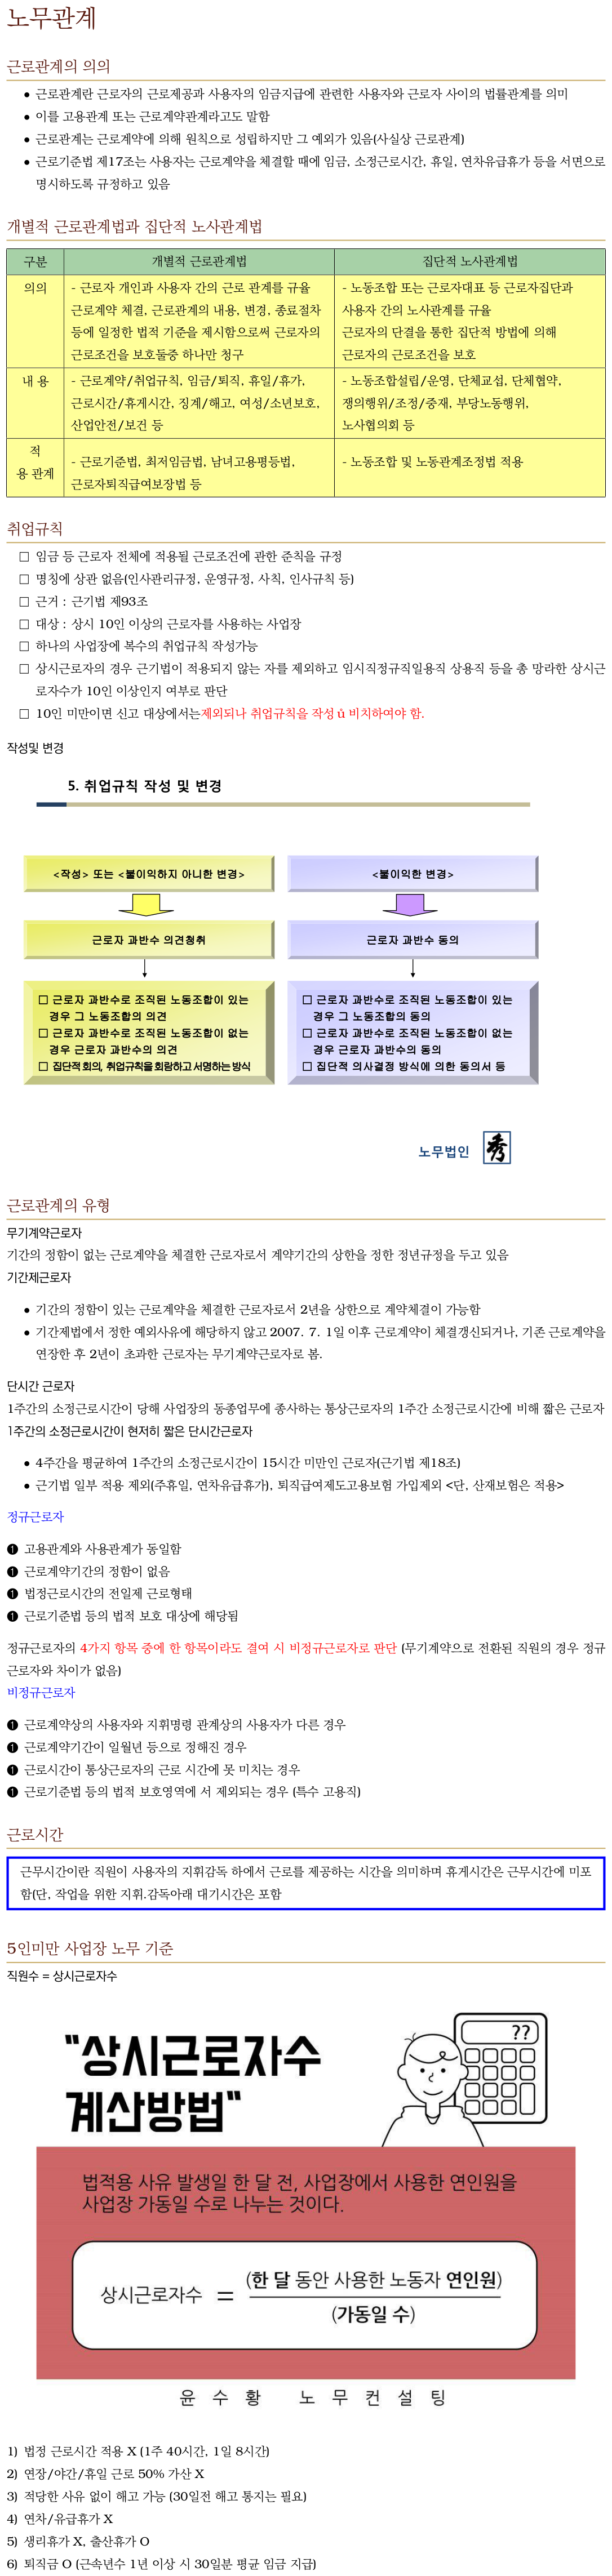 노무관계
근로관계의 의의
● 근로관계란 근로자의 근로제공과 사용자의 임금지급에 관련한 사용자와 근로자 사이의 법률관계를 의미
● 이를 고용관계 또는 근로계약관계라고도 말함
● 근로관계는 근로계약에 의해 원칙으로 성립하지만 그 예외가 있음(사실상 근로관계)
● 근로기준법 제17조는 사용자는 근로계약을 체결할 때에 임금, 소정근로시간, 휴일, 연차유급휴가 등을 서면으로
명시하도록 규정하고 있음
개별적 근로관계법과 집단적 노사관계법
구분 개별적 근로관계법 집단적 노사관계법
의의
- 근로자 개인과 사용자 간의 근로 관계를 규율
근로계약 체결, 근로관계의 내용, 변경, 종료절차
등에 일정한 법적 기준을 제시함으로써 근로자의
근로조건을 보호둘중 하나만 청구
- 노동조합 또는 근로자대표 등 근로자집단과
사용자 간의 노사관계를 규율
근로자의 단결을 통한 집단적 방법에 의해
근로자의 근로조건을 보호
내 용
- 근로계약/취업규칙, 임금/퇴직, 휴일/휴가,
근로시간/휴게시간, 징계/해고, 여성/소년보호,
산업안전/보건 등
- 노동조합설립/운영, 단체교섭, 단체협약,
쟁의행위/조정/중재, 부당노동행위,
노사협의회 등
적
용 관계
- 근로기준법, 최저임금법, 남녀고용평등법,
근로자퇴직급여보장법 등
- 노동조합 및 노동관계조정법 적용
취업규칙
□ 임금 등 근로자 전체에 적용될 근로조건에 관한 준칙을 규정
□ 명칭에 상관 없음(인사관리규정, 운영규정, 사칙, 인사규칙 등)
□ 근거 : 근기법 제93조
□ 대상 : 상시 10인 이상의 근로자를 사용하는 사업장
□ 하나의 사업장에 복수의 취업규칙 작성가능
□ 상시근로자의 경우 근기법이 적용되지 않는 자를 제외하고 임시직정규직일용직 상용직 등을 총 망라한 상시근
로자수가 10인 이상인지 여부로 판단
□ 10인 미만이면 신고 대상에서는제외되나 취업규칙을 작성 û 비치하여야 함.
작성및 변경
5. 취업규칙 작성 및 변경
<작성> 또는 <불이익하지 아니한 변경>
근로자 과반수 의견청취
□ 근로자 과반수로 조직된 노동조합이 있는
경우 그 노동조합의 의견
□ 근로자 과반수로 조직된 노동조합이 없는
경우 근로자 과반수의 의견
□ 집단적 회의, 취업규칙을 회람하고 서명하는 방식
<불이익한 변경>
근로자 과반수 동의
□ 근로자 과반수로 조직된 노동조합이 있는
경우 그 노동조합의 동의
□ 근로자 과반수로 조직된 노동조합이 없는
경우 근로자 과반수의 동의
□ 집단적 의사결정 방식에 의한 동의서 등
노무법인 秀
근로관계의 유형
무기계약근로자
기간의 정함이 없는 근로계약을 체결한 근로자로서 계약기간의 상한을 정한 정년규정을 두고 있음
기간제근로자
● 기간의 정함이 있는 근로계약을 체결한 근로자로서 2년을 상한으로 계약체결이 가능함
● 기간제법에서 정한 예외사유에 해당하지 않고 2007. 7. 1일 이후 근로계약이 체결갱신되거나, 기존 근로계약을
연장한 후 2년이 초과한 근로자는 무기계약근로자로 봄.
단시간 근로자
1주간의 소정근로시간이 당해 사업장의 동종업무에 종사하는 통상근로자의 1주간 소정근로시간에 비해 짧은 근로자
1주간의 소정근로시간이 현저히 짧은 단시간근로자
● 4주간을 평균하여 1주간의 소정근로시간이 15시간 미만인 근로자(근기법 제18조)
● 근기법 일부 적용 제외(주휴일, 연차유급휴가), 퇴직급여제도고용보험 가입제외 <단, 산재보험은 적용>
정규근로자
❶ 고용관계와 사용관계가 동일함
❶ 근로계약기간의 정함이 없음
❶ 법정근로시간의 전일제 근로형태
❶ 근로기준법 등의 법적 보호 대상에 해당됨
정규근로자의 4가지 항목 중에 한 항목이라도 결여 시 비정규근로자로 판단 (무기계약으로 전환된 직원의 경우 정규
근로자와 차이가 없음)
비정규근로자
❶ 근로계약상의 사용자와 지휘명령 관계상의 사용자가 다른 경우
❶ 근로계약기간이 일월년 등으로 정해진 경우
❶ 근로시간이 통상근로자의 근로 시간에 못 미치는 경우
❶ 근로기준법 등의 법적 보호영역에 서 제외되는 경우 (특수 고용직)
근로시간
근무시간이란 직원이 사용자의 지휘감독 하에서 근로를 제공하는 시간을 의미하며 휴게시간은 근무시간에 미포
함(단, 작업을 위한 지휘.감독아래 대기시간은 포함
5인미만 사업장 노무 기준
직원수 = 상시근로자수
"상시근로자수
계산방법"
??
법적용 사유 발생일 한 달 전, 사업장에서 사용한 연인원을
사업장 가동일 수로 나누는 것이다.
상시근로자수 = (한 달 동안 사용한 노동자 연인원)
(가동일 수)
윤 수 황 노 무 컨 설 팅
1) 법정 근로시간 적용 X (1주 40시간, 1일 8시간)
2) 연장/야간/휴일 근로 50% 가산 X
3) 적당한 사유 없이 해고 가능 (30일전 해고 통지는 필요)
4) 연차/유급휴가 X
5) 생리휴가 X, 출산휴가 O
6) 퇴직금 O (근속년수 1년 이상 시 30일분 평균 임금 지급)